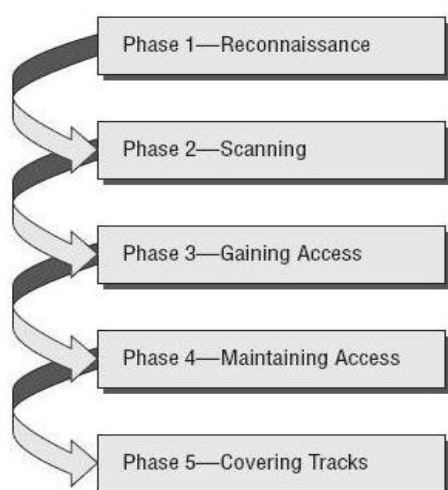 Phase 1—Reconnaissance
Phase 2—Scanning
Phase 3—Gaining Access
Phase 4—Maintaining Access
Phase 5—Covering Tracks